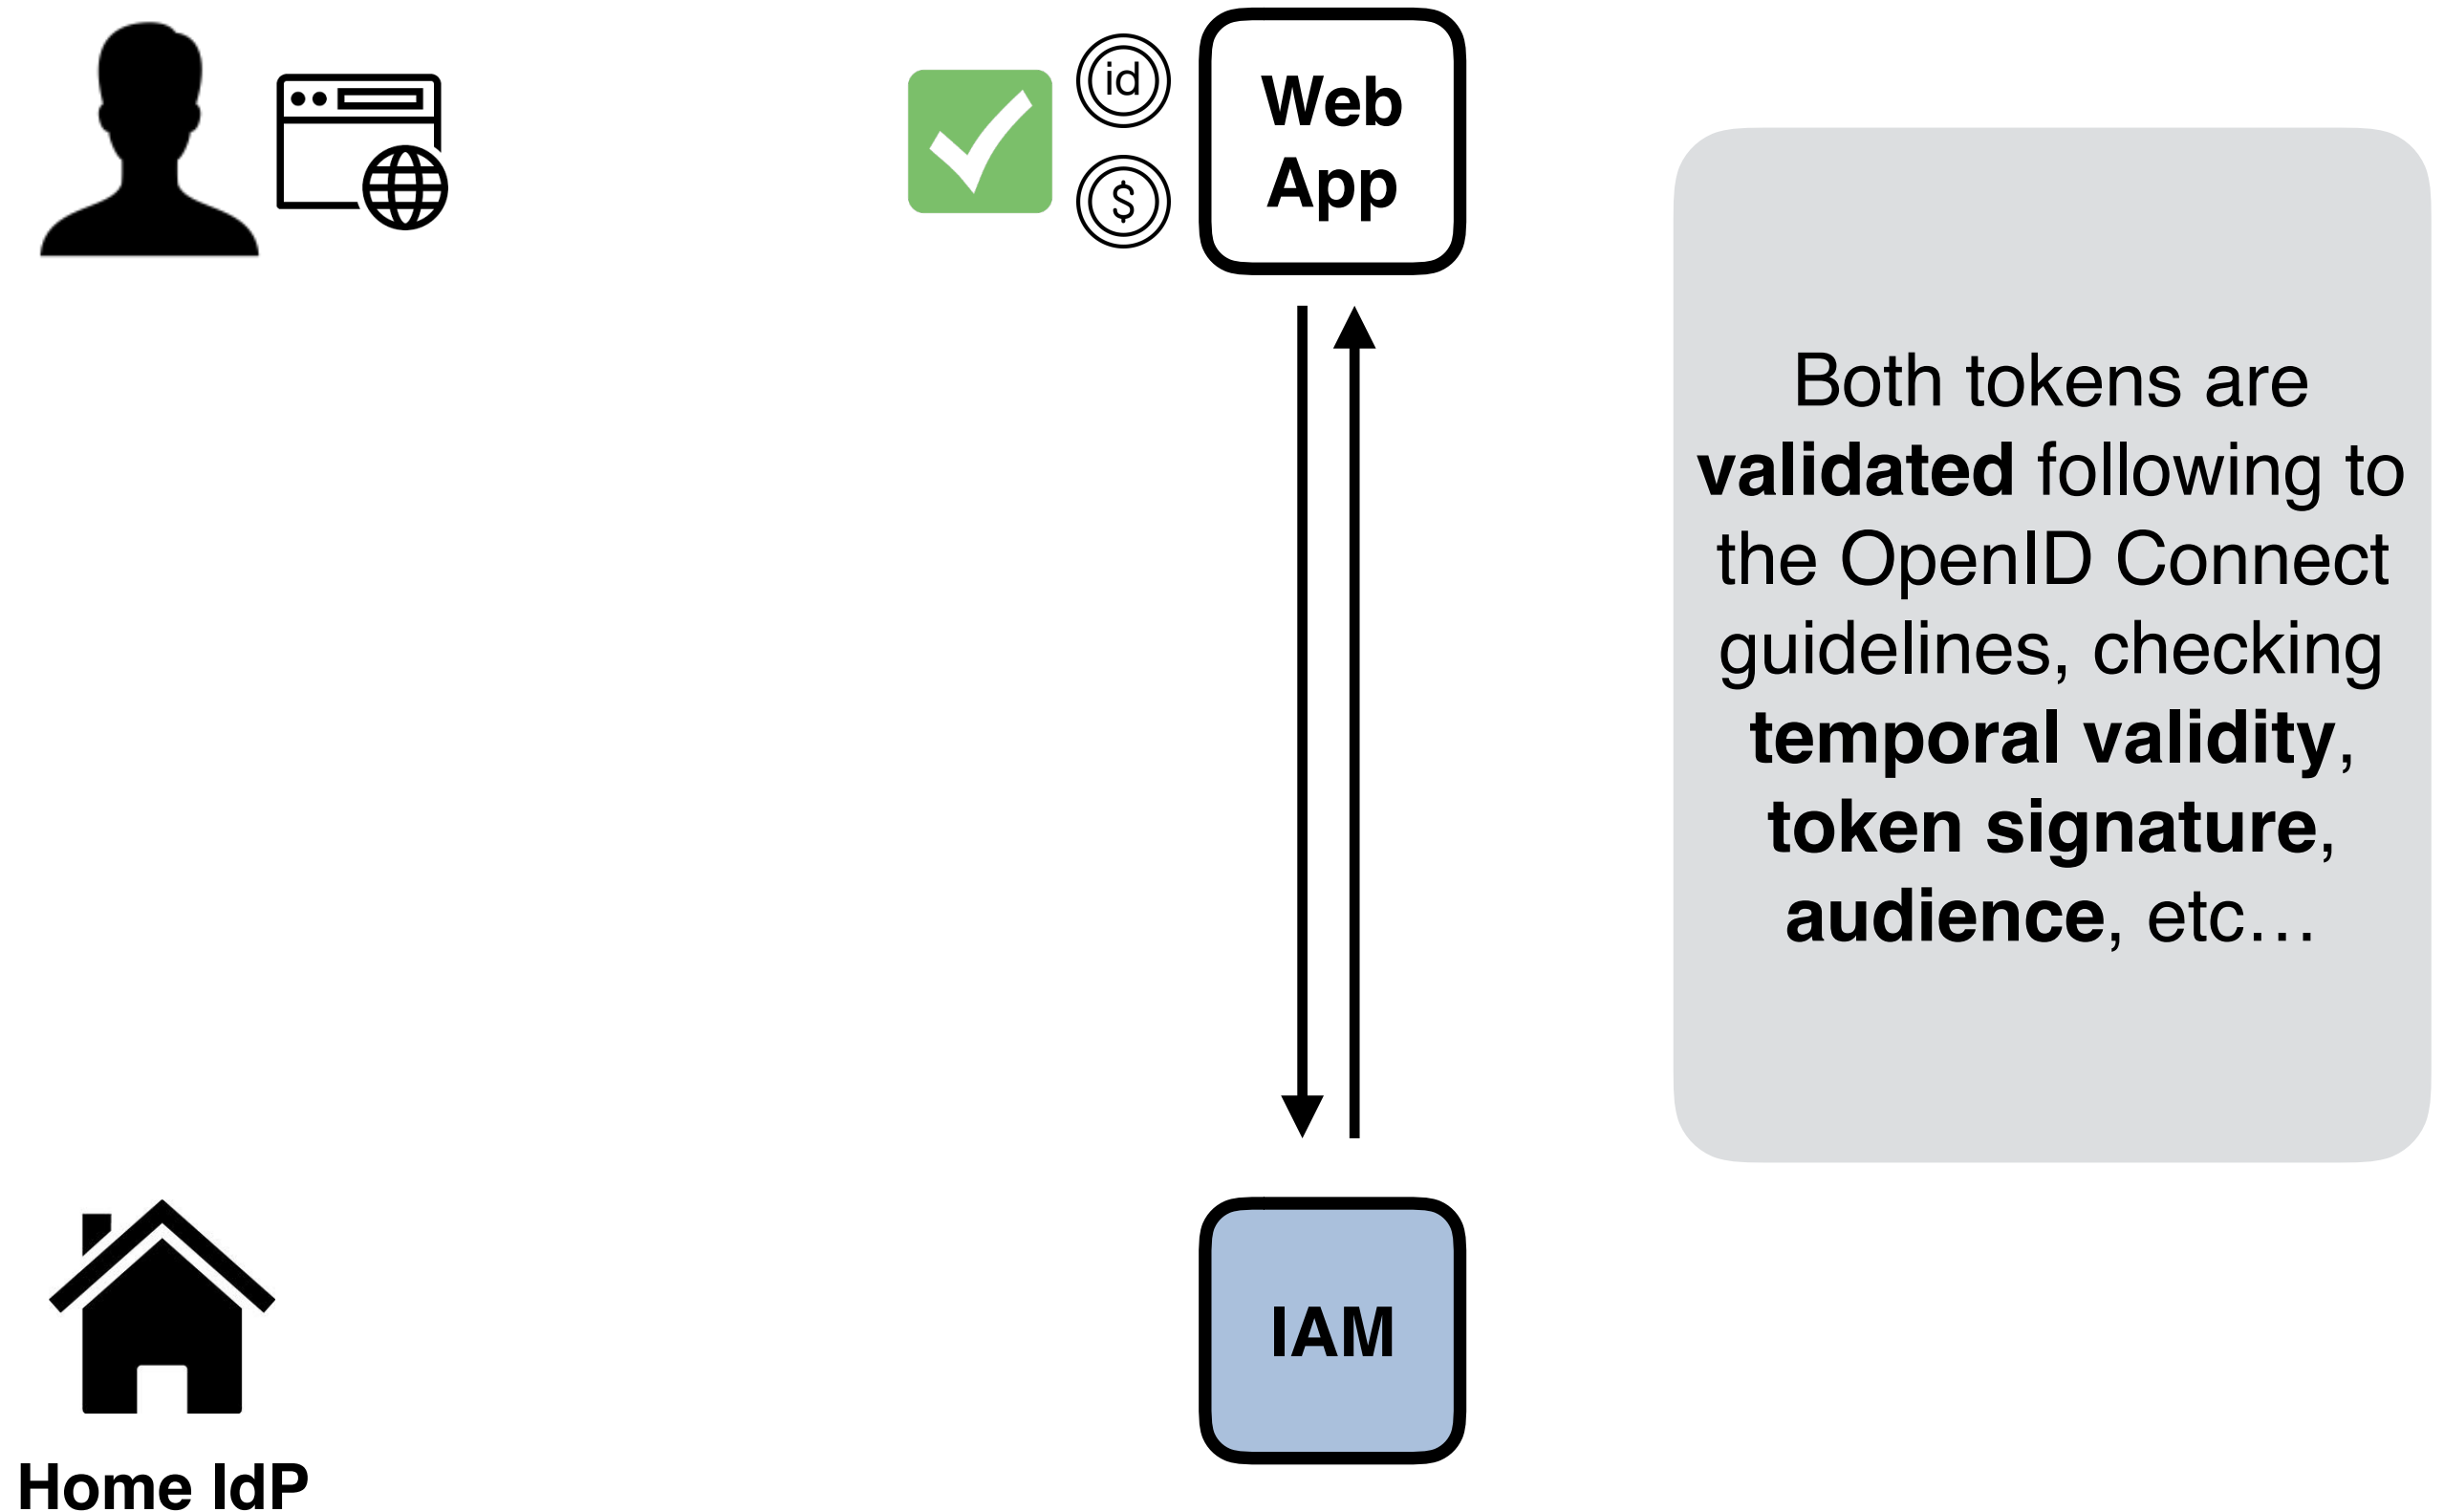 id
$
Web
App
Both tokens are
validated following to
the OpenID Connect
guidelines, checking
temporal validity,
token signature,
audience, etc…
IAM
Home IdP